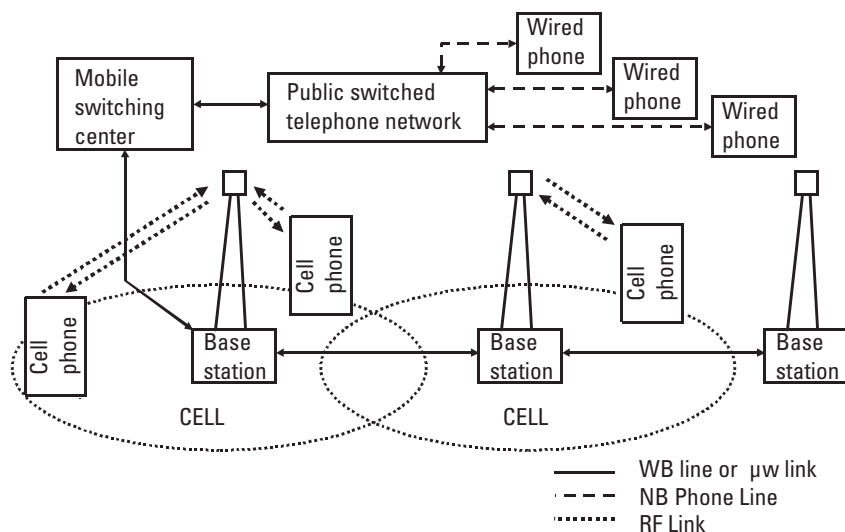 Wired
phone
Mobile
switching
center
Public switched
telephone network
Wired
phone
Wired
phone
Cell
phone
Cell
phone
Cell
phone
Base
station
Base
station
Base
station
CELL
CELL
WB line or μw link
NB Phone Line
RF Link